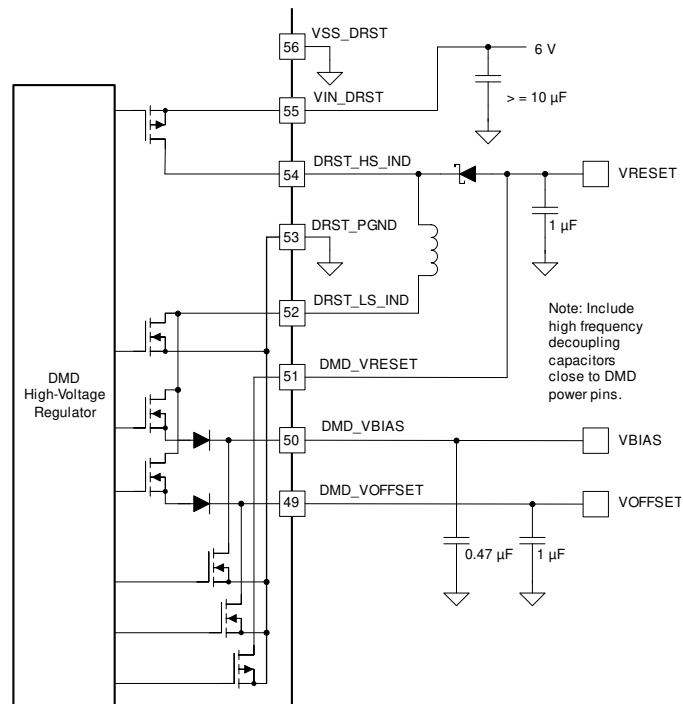 VSS_DRST
56
6 V
VIN_DRST
55
> = 10 µF
DRST_HS_IND
54
VRESET
DRST_PGND
53
1 µF
DRST_LS_IND
52
Note: Include
high frequency
decoupling
capacitors
close to DMD
power pins.
DMD
High-Voltage
Regulator
DMD_VRESET
51
DMD_VBIAS
50
VBIAS
DMD_VOFFSET
49
VOFFSET
0.47 µF
1 µF